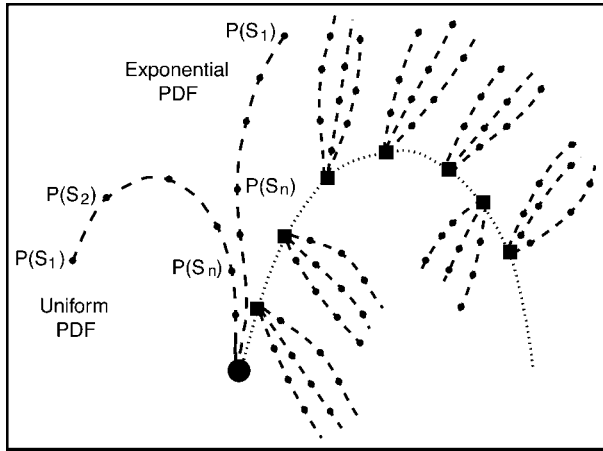 P(S1)
Exponential
PDF
P(S2)
P(Sn)
P(S1)
P(Sn)
Uniform
PDF